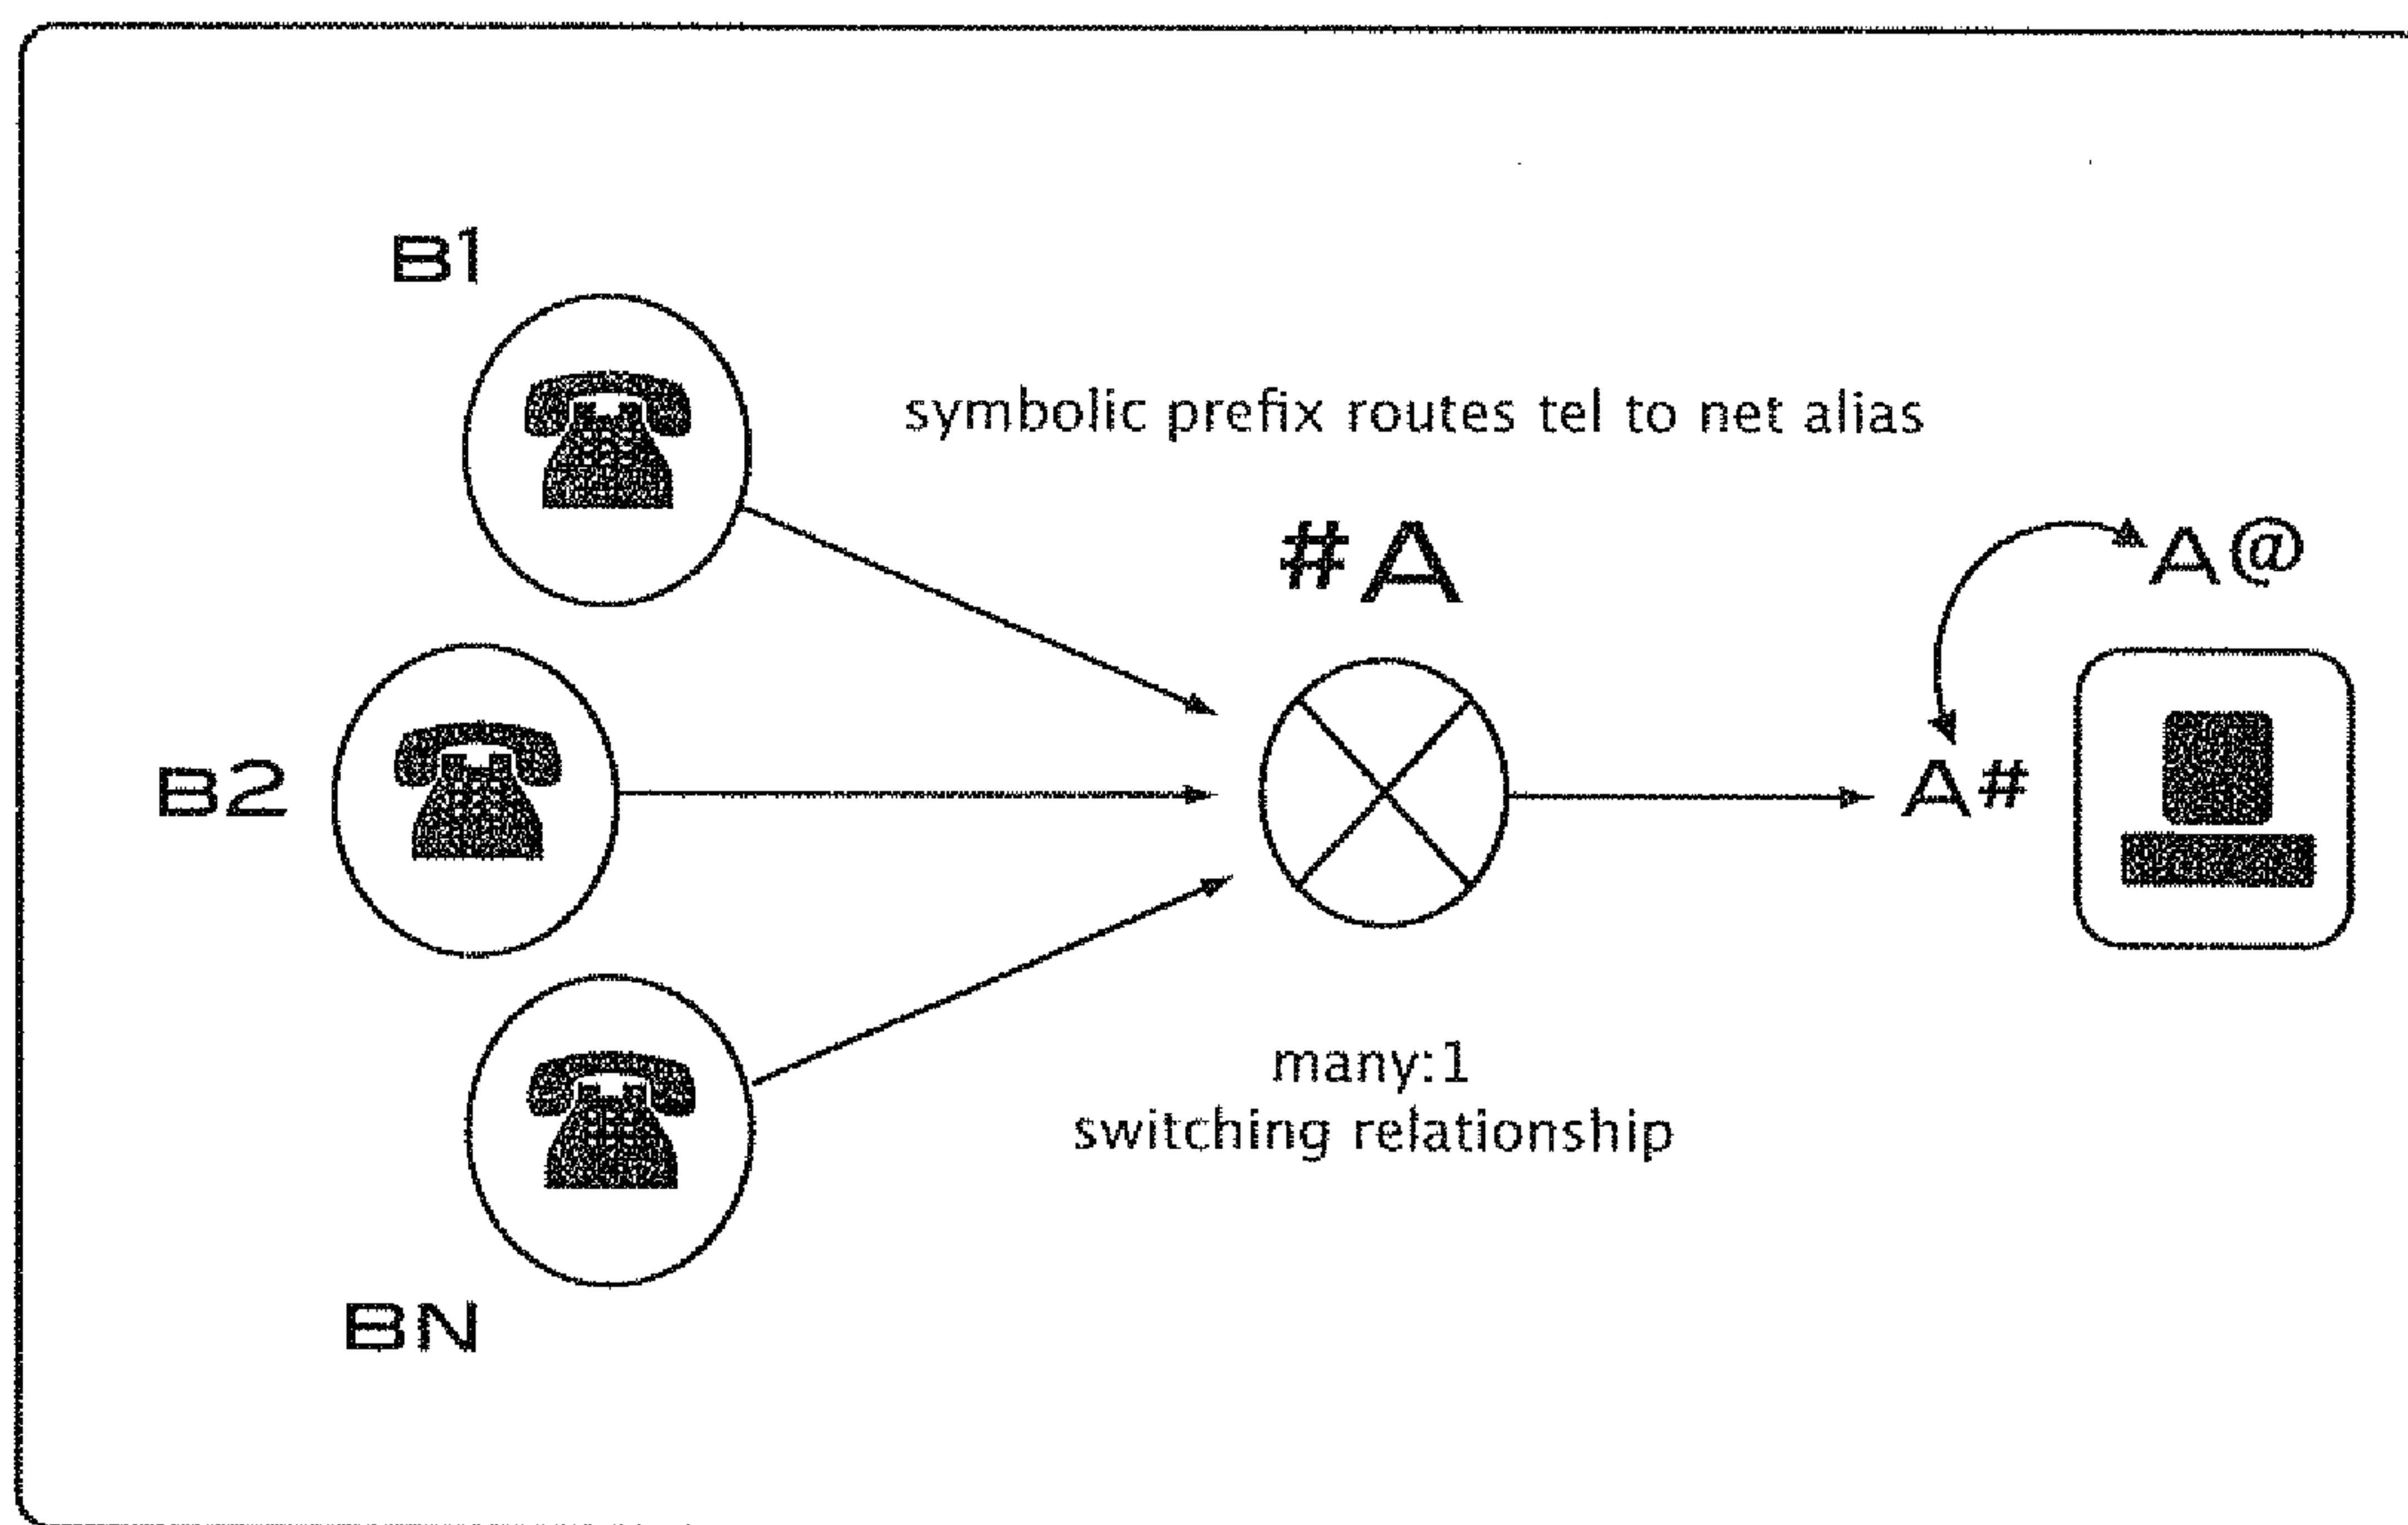 B1
symbolic prefix routes tel to net alias
#A
A@
B2
A#
many:1
switching relationship
BN